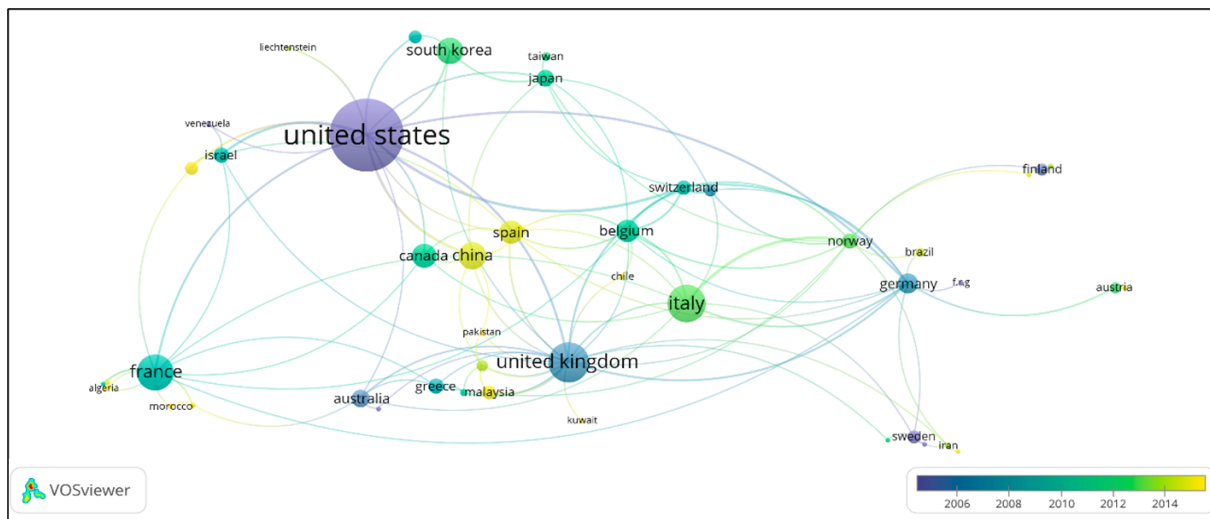 liechtenstein
south korea
taiwan
japan
venezuela
united states
israel
finland
switzerland
spain
belgium
norway
canada
china
brazil
chile
germany
f.g
austria
italy
pakistan
france
united kingdom
algeria
greece
malaysia
australia
morocco
kuwait
sweden
iran
VOSviewer
2006 2008 2010 2012 2014